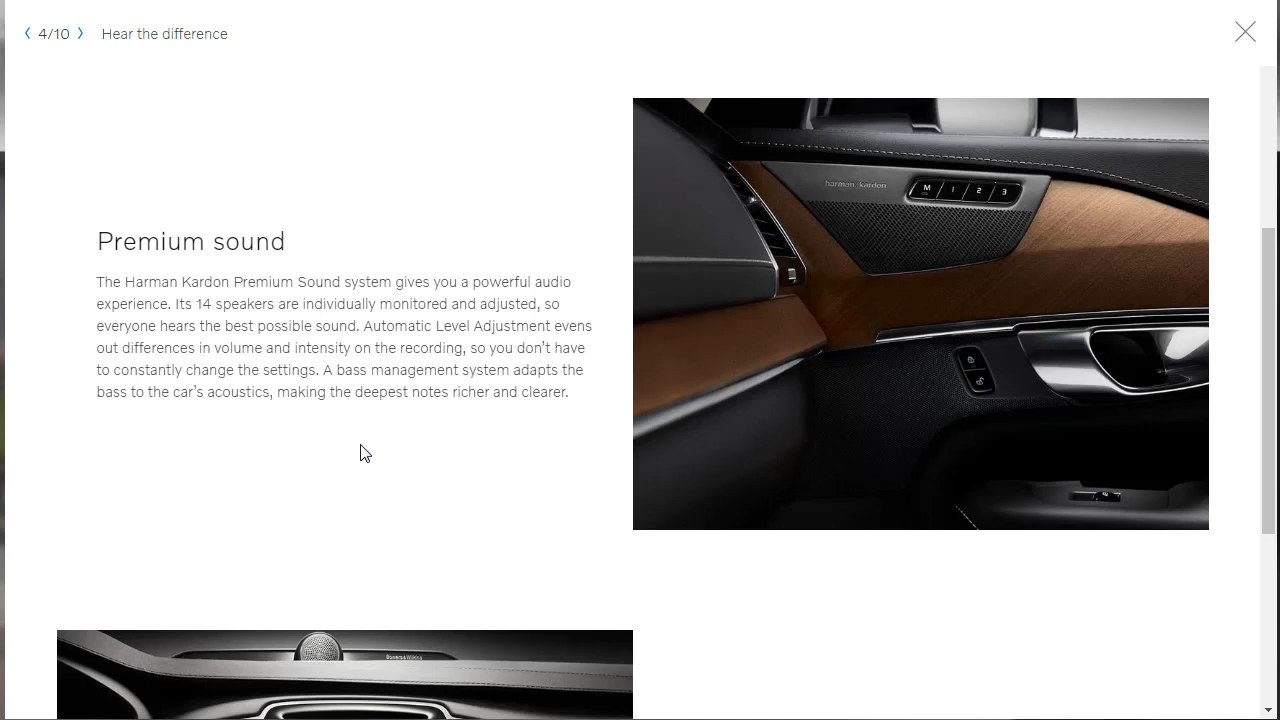 4/10 Hear the difference
harman/kardon
M 1 2 3
Premium sound
The Harman Kardon Premium Sound system gives you a powerful audio
experience. Its 14 speakers are individually monitored and adjusted, so
everyone hears the best possible sound. Automatic Level Adjustment evens
out differences in volume and intensity on the recording, so you don’t have
to constantly change the settings. A bass management system adapts the
bass to the car’s acoustics, making the deepest notes richer and clearer.